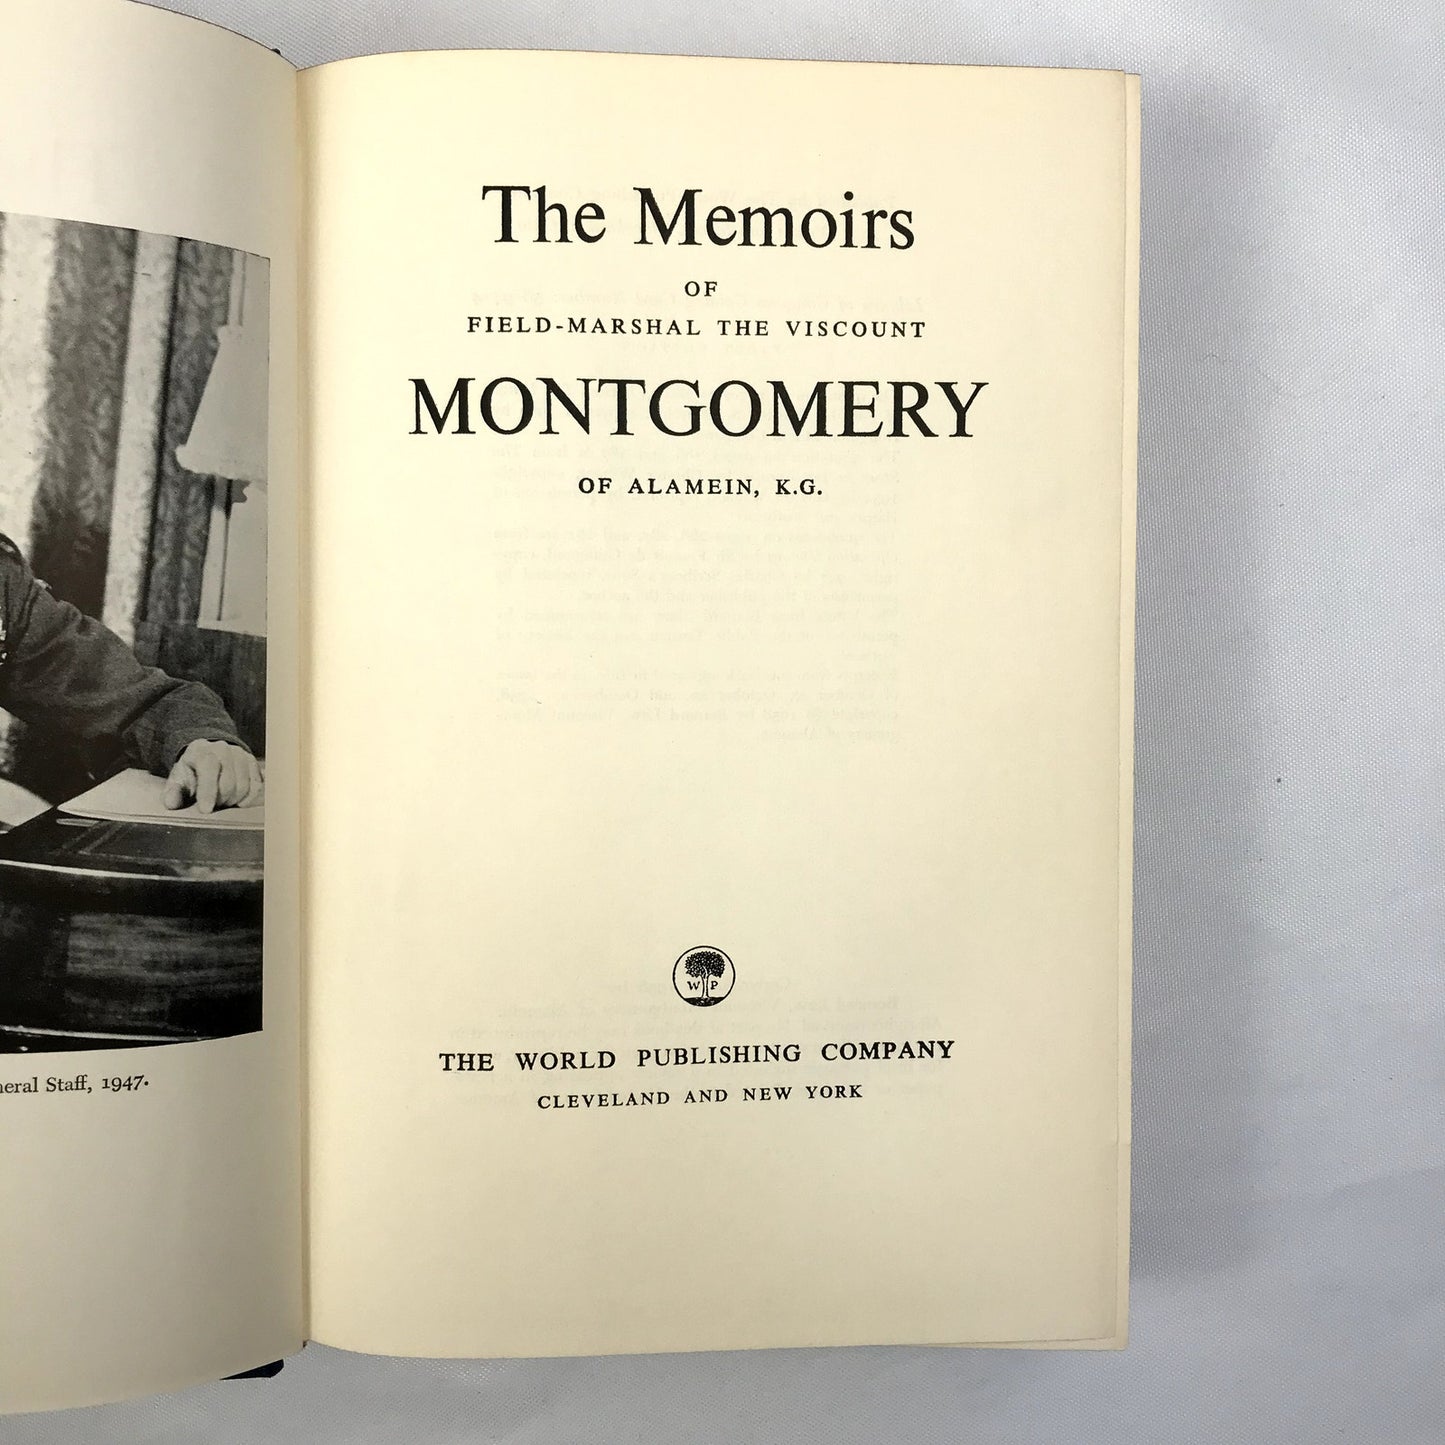 neral Staff, 1947.
The Memoirs
OF
FIELD-MARSHAL THE VISCOUNT
MONTGOMERY
OF ALAMEIN, K.G.
W P
THE WORLD PUBLISHING COMPANY
CLEVELAND AND NEW YORK